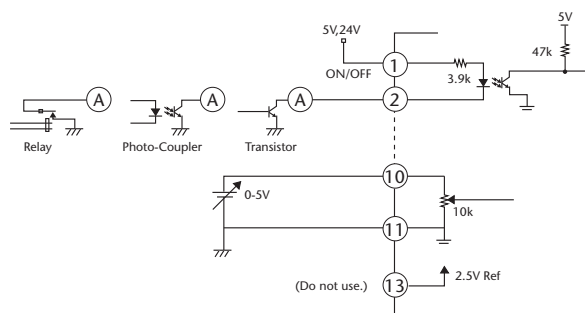 5V,24V
5V
1
47k
ON/OFF
3.9k
A
A
A
2
Relay
Photo-Coupler
Transistor
10
0-5V
10k
11
2.5V Ref
(Do not use.)
13